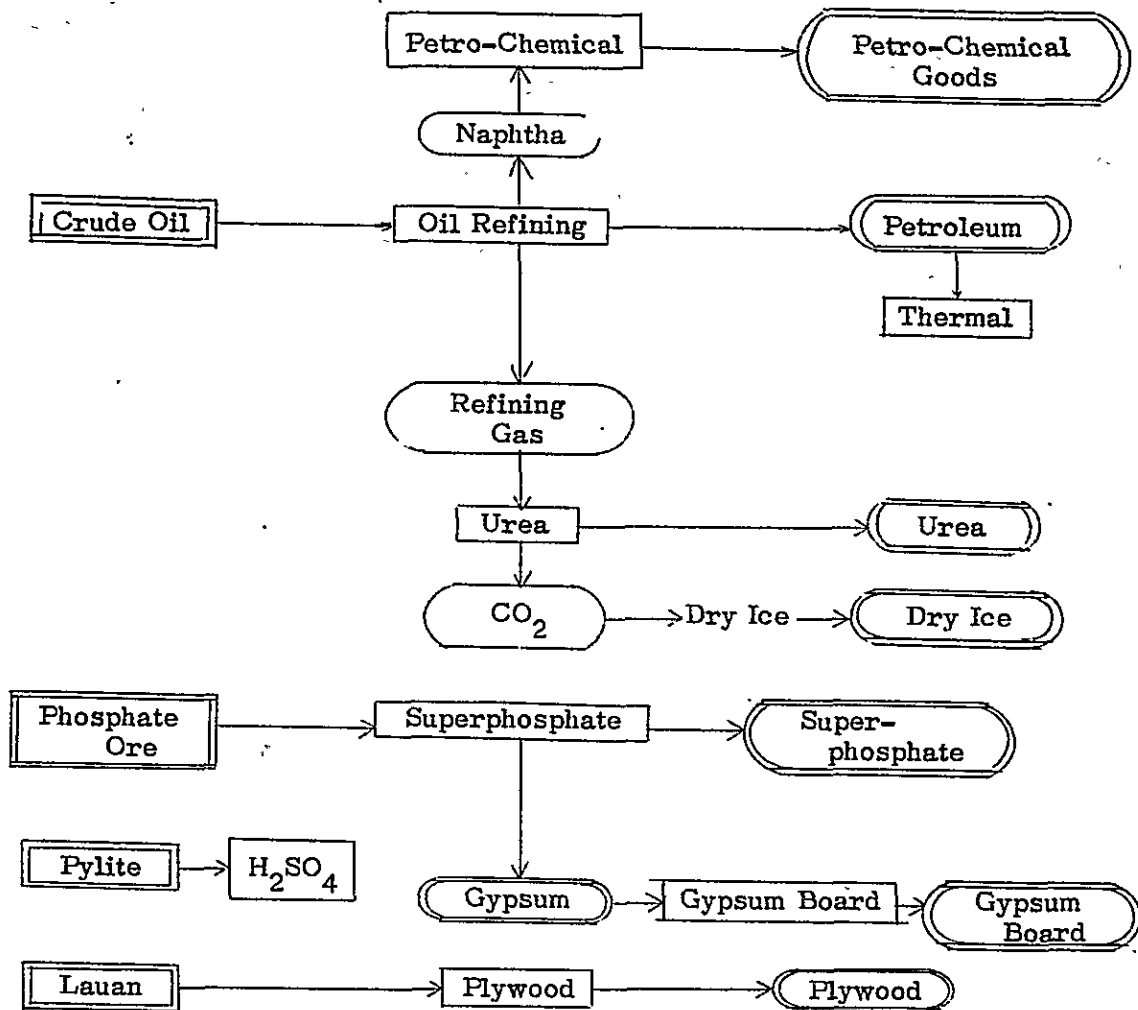 Petro-Chemical
Petro-Chemical
Goods
Naphtha
Crude Oil
Oil Refining
Petroleum
Thermal
Refining
Gas
Urea
Urea
CO₂
Dry Ice
Dry Ice
Phosphate
Ore
Superphosphate
Super-
phosphate
Pylite
H₂SO₄
Gypsum
Gypsum Board
Gypsum
Board
Lauan
Plywood
Plywood